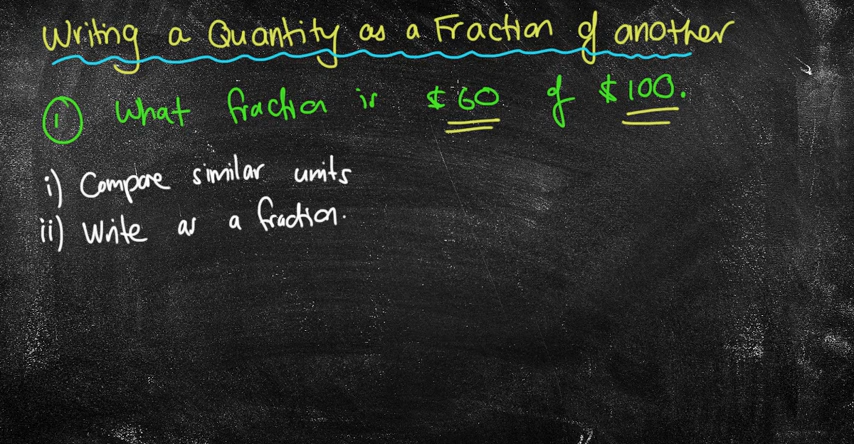 Writing a Quantity as a Fraction of another
① What fraction is $60 of $100.
i) Compare similar units
ii) Write as a fraction.